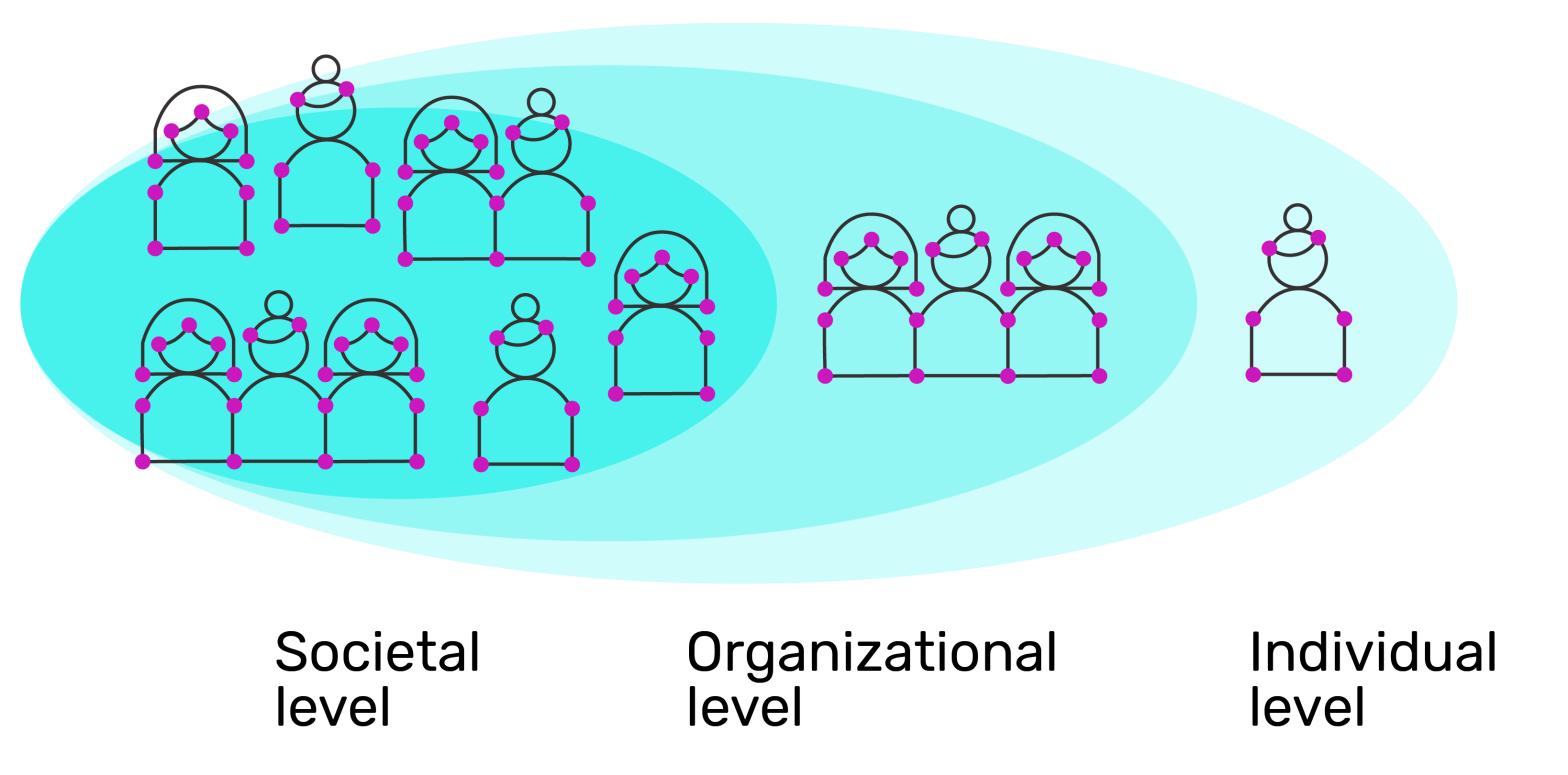 Societal
level
Organizational
level
Individual
level